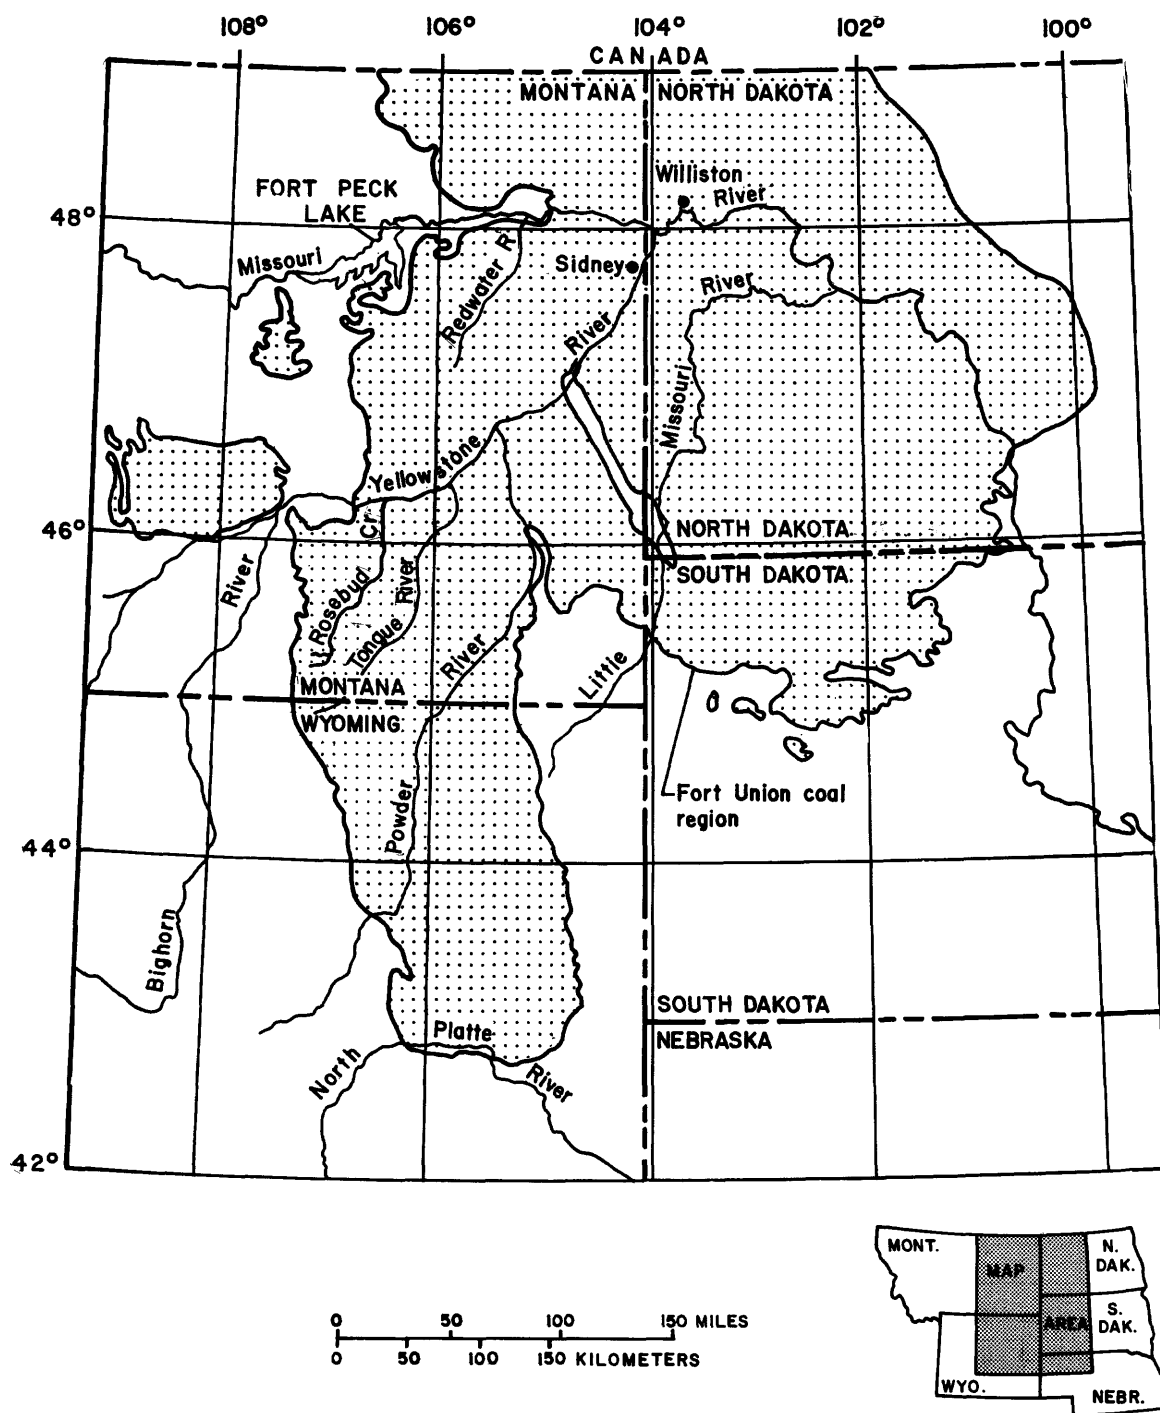 108° 106° 104° 102° 100°
CANADA
MONTANA NORTH DAKOTA
Williston
River
FORT PECK
LAKE
48°
Missouri
Redwater R
Sidney
River
River
Missouri
Yellowstone
46°
NORTH DAKOTA
SOUTH DAKOTA
River
Rosebud Cr
Tongue River
River
Little
MONTANA
WYOMING
Powder
Fort Union coal
region
44°
Bighorn
SOUTH DAKOTA
NEBRASKA
North Platte River
42°
MONT.
MAP
N.
DAK.
AREA
S.
DAK.
WYO.
NEBR.
0 50 100 150 MILES
0 50 100 150 KILOMETERS